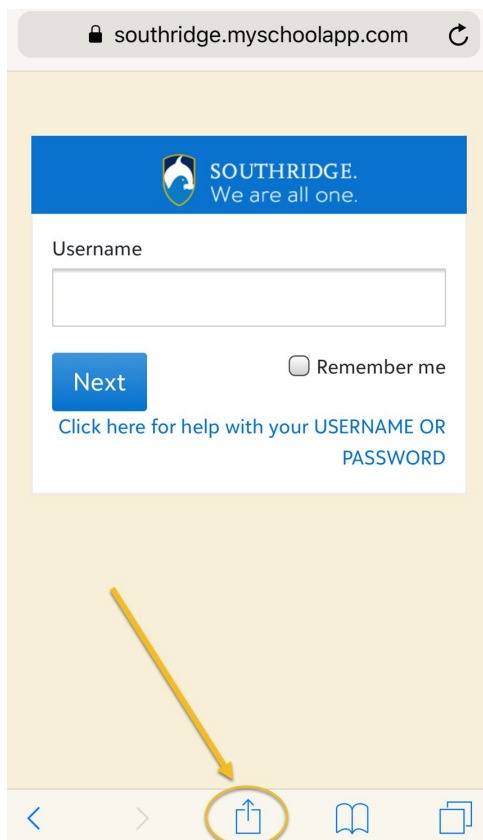 southridge.myschoolapp.com
SOUTHRIDGE.
We are all one.
Username
Next
Remember me
Click here for help with your USERNAME OR
PASSWORD